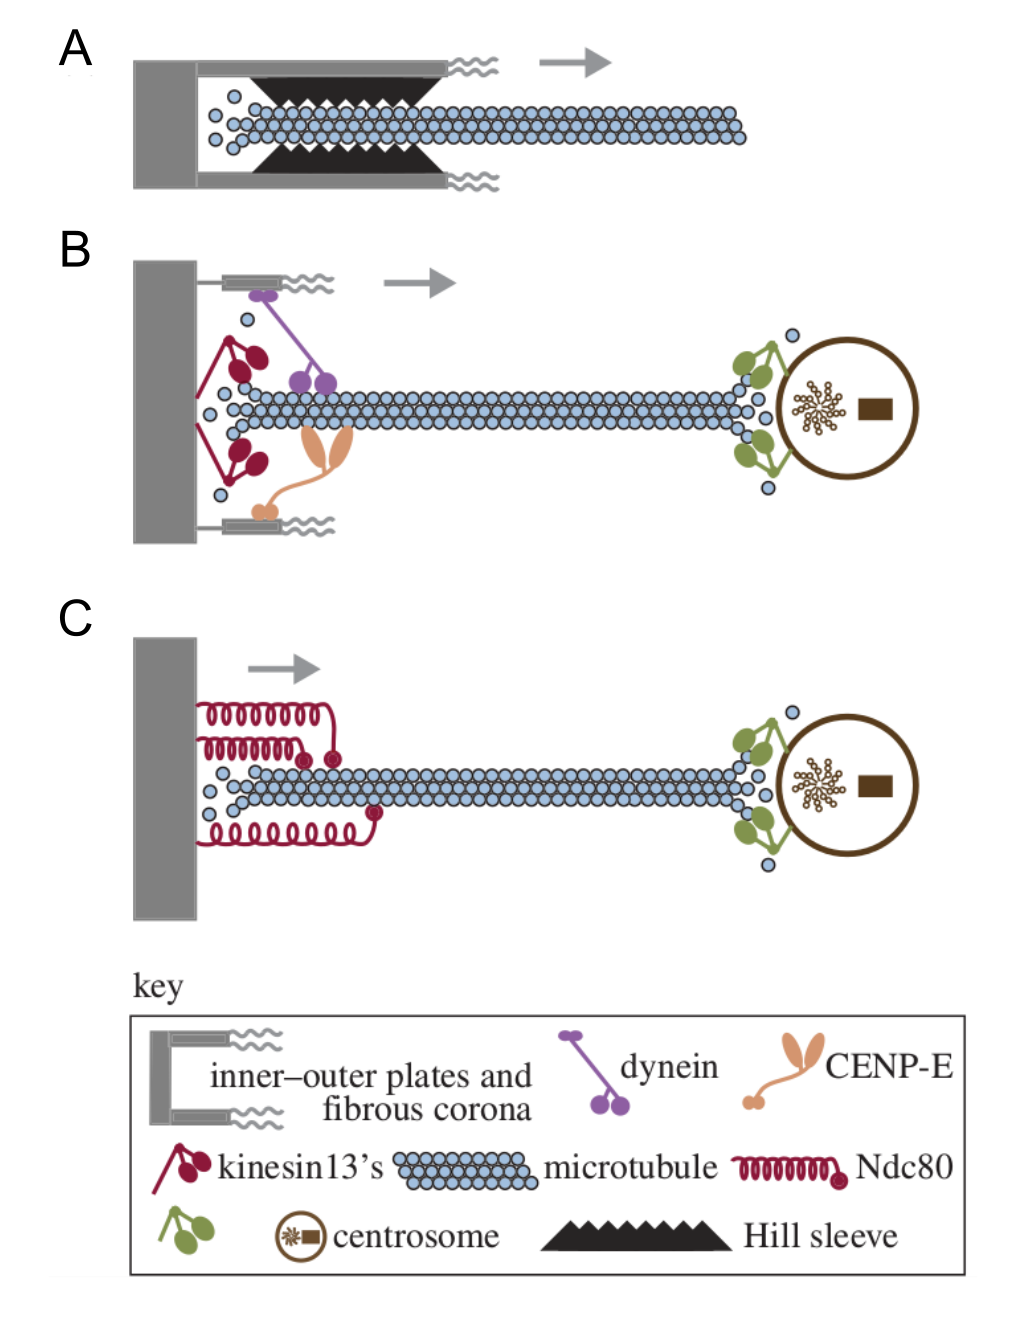 A
B
C
key
inner–outer plates and
fibrous corona
dynein
CENP-E
kinesin13's
microtubule
Ndc80
centrosome
Hill sleeve